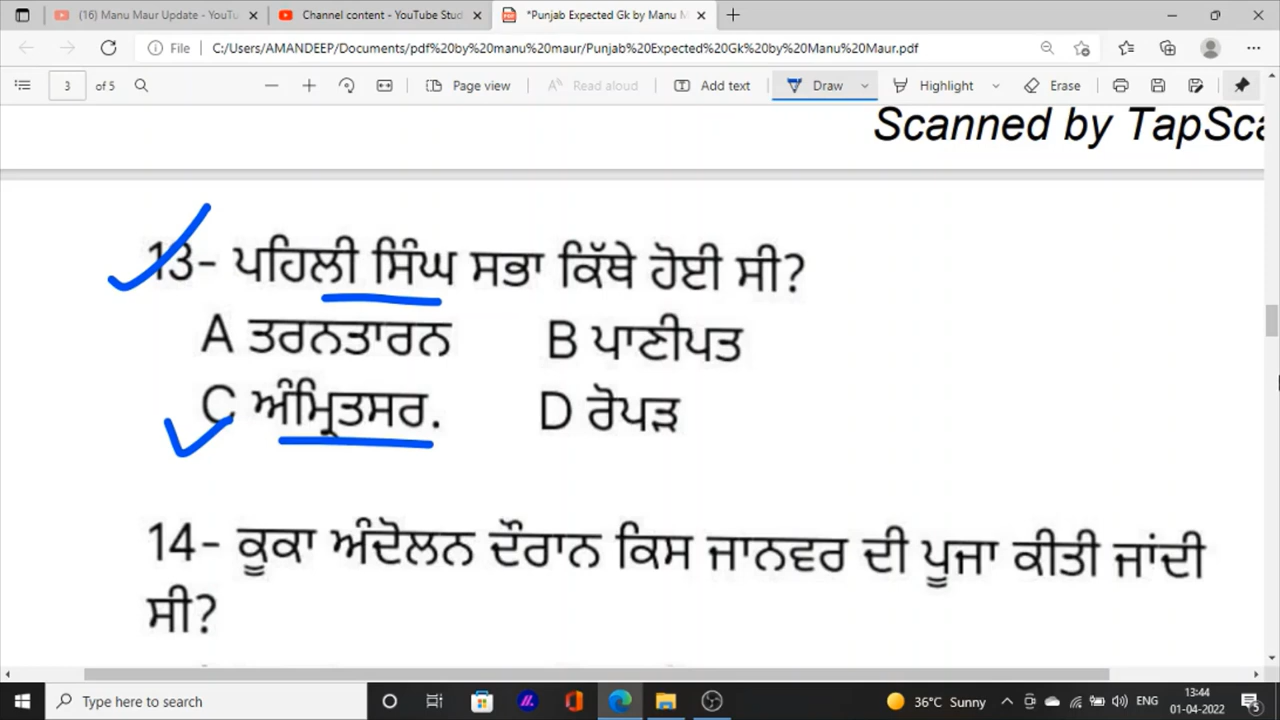 (16) Manu Maur Update - YouTu
Channel content - YouTube Stud
*Punjab Expected Gk by Manu M
File C:/Users/AMANDEEP/Documents/pdf%20by%20manu%20maur/Punjab%20Expected%20Gk%20by%20Manu%20Maur.pdf
3 of 5 Page view Read aloud Add text Draw Highlight Erase
Scanned by TapSca
13- ਪਹਿਲੀ ਸਿੰਘ ਸਭਾ ਕਿੱਥੇ ਹੋਈ ਸੀ?
A ਤਰਨਤਾਰਨ B ਪਾਣੀਪਤ
C ਅੰਮ੍ਰਿਤਸਰ. D ਰੋਪੜ
14- ਕੂਕਾ ਅੰਦੋਲਨ ਦੌਰਾਨ ਕਿਸ ਜਾਨਵਰ ਦੀ ਪੂਜਾ ਕੀਤੀ ਜਾਂਦੀ
ਸੀ?
Type here to search 36°C Sunny ENG 13:44
01-04-2022 5